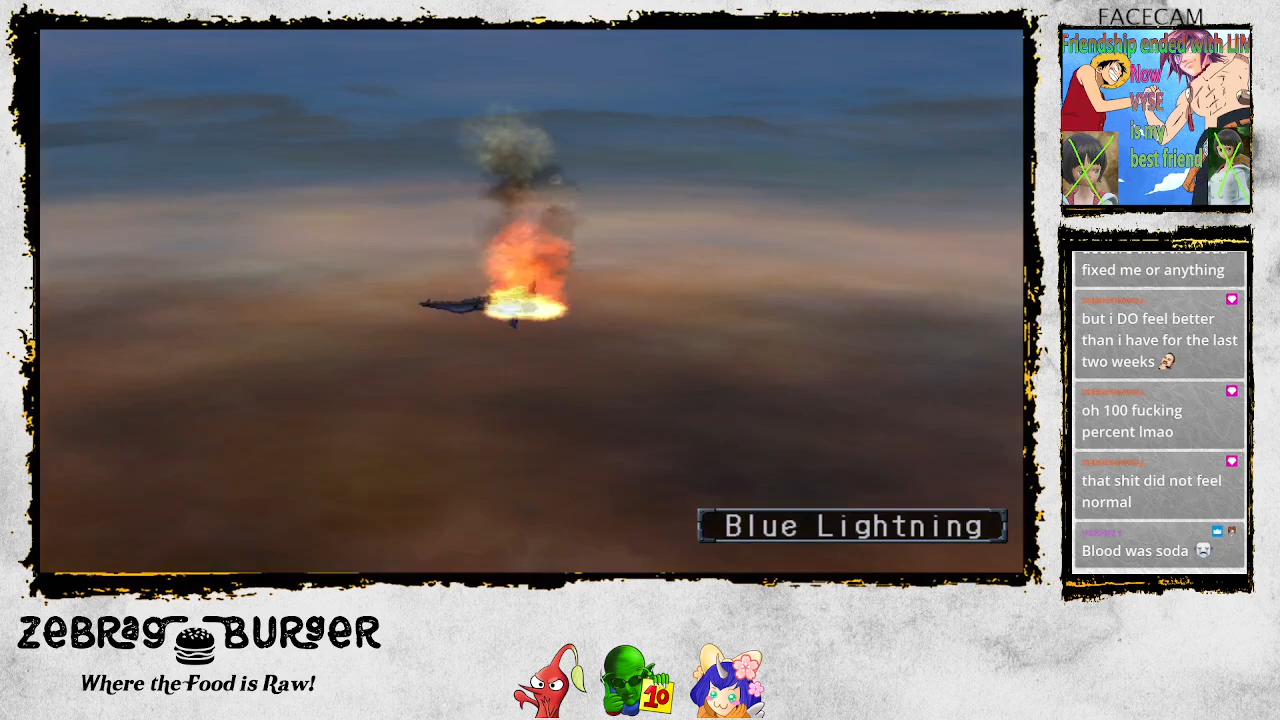 FACECAM
Friendship ended with
Now
VYSE
is my
best friend
fixed me or anything
but i DO feel better
than i have for the last
two weeks
oh 100 fucking
percent lmao
that shit did not feel
normal
Blood was soda
Blue Lightning
ZEBRAG BURGER
Where the Food is Raw!
10